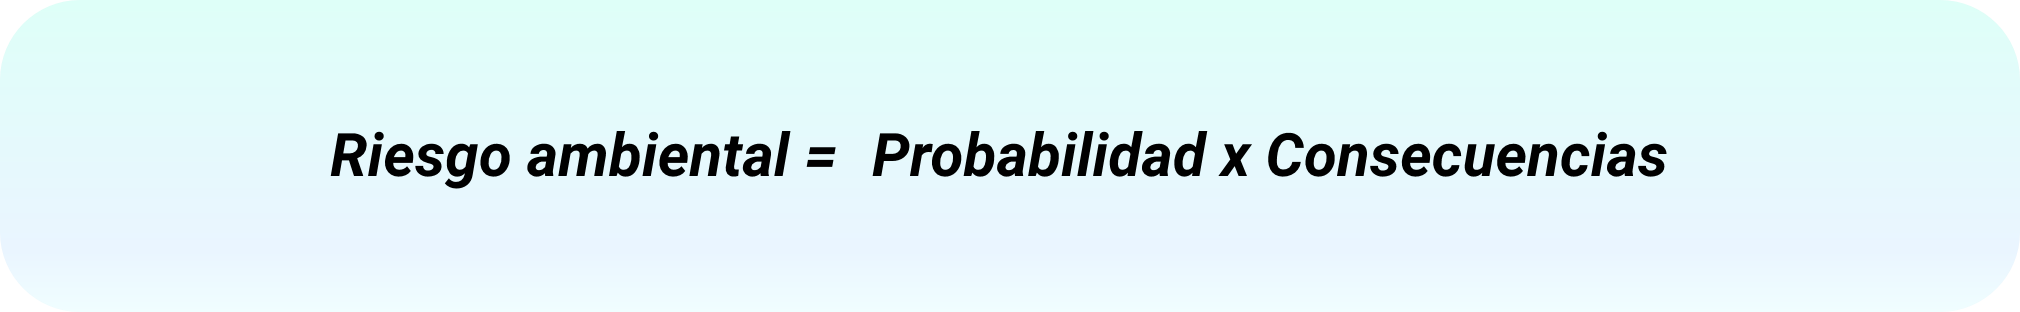 Riesgo ambiental = Probabilidad x Consecuencias